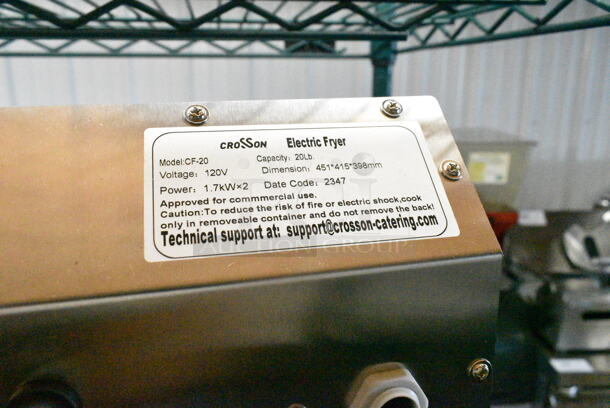 croSSon Electric Fryer
Model:CF-20 Capacity: 20Lb.
Voltage: 120V Dimension: 451*415*398mm
Power: 1.7kW×2 Date Code: 2347
Approved for commmercial use.
Caution:To reduce the risk of fire or electric shock,cook
only in removeable container and do not remove the back!
Technical support at: support@crosson-catering.com